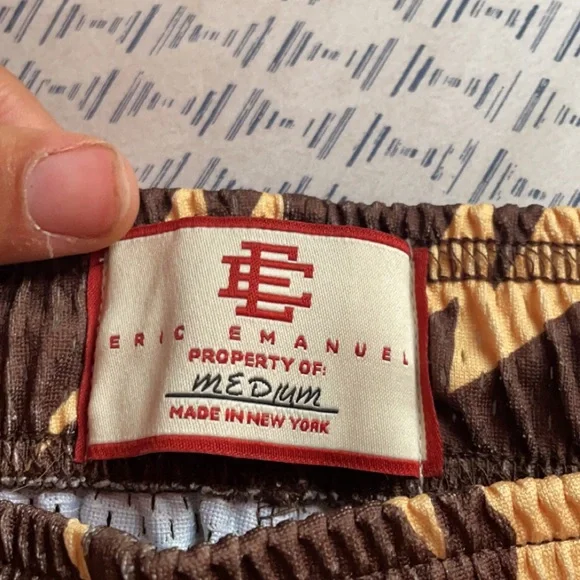 EE
ERIC EMANUEL
PROPERTY OF:
MEDIUM
MADE IN NEW YORK